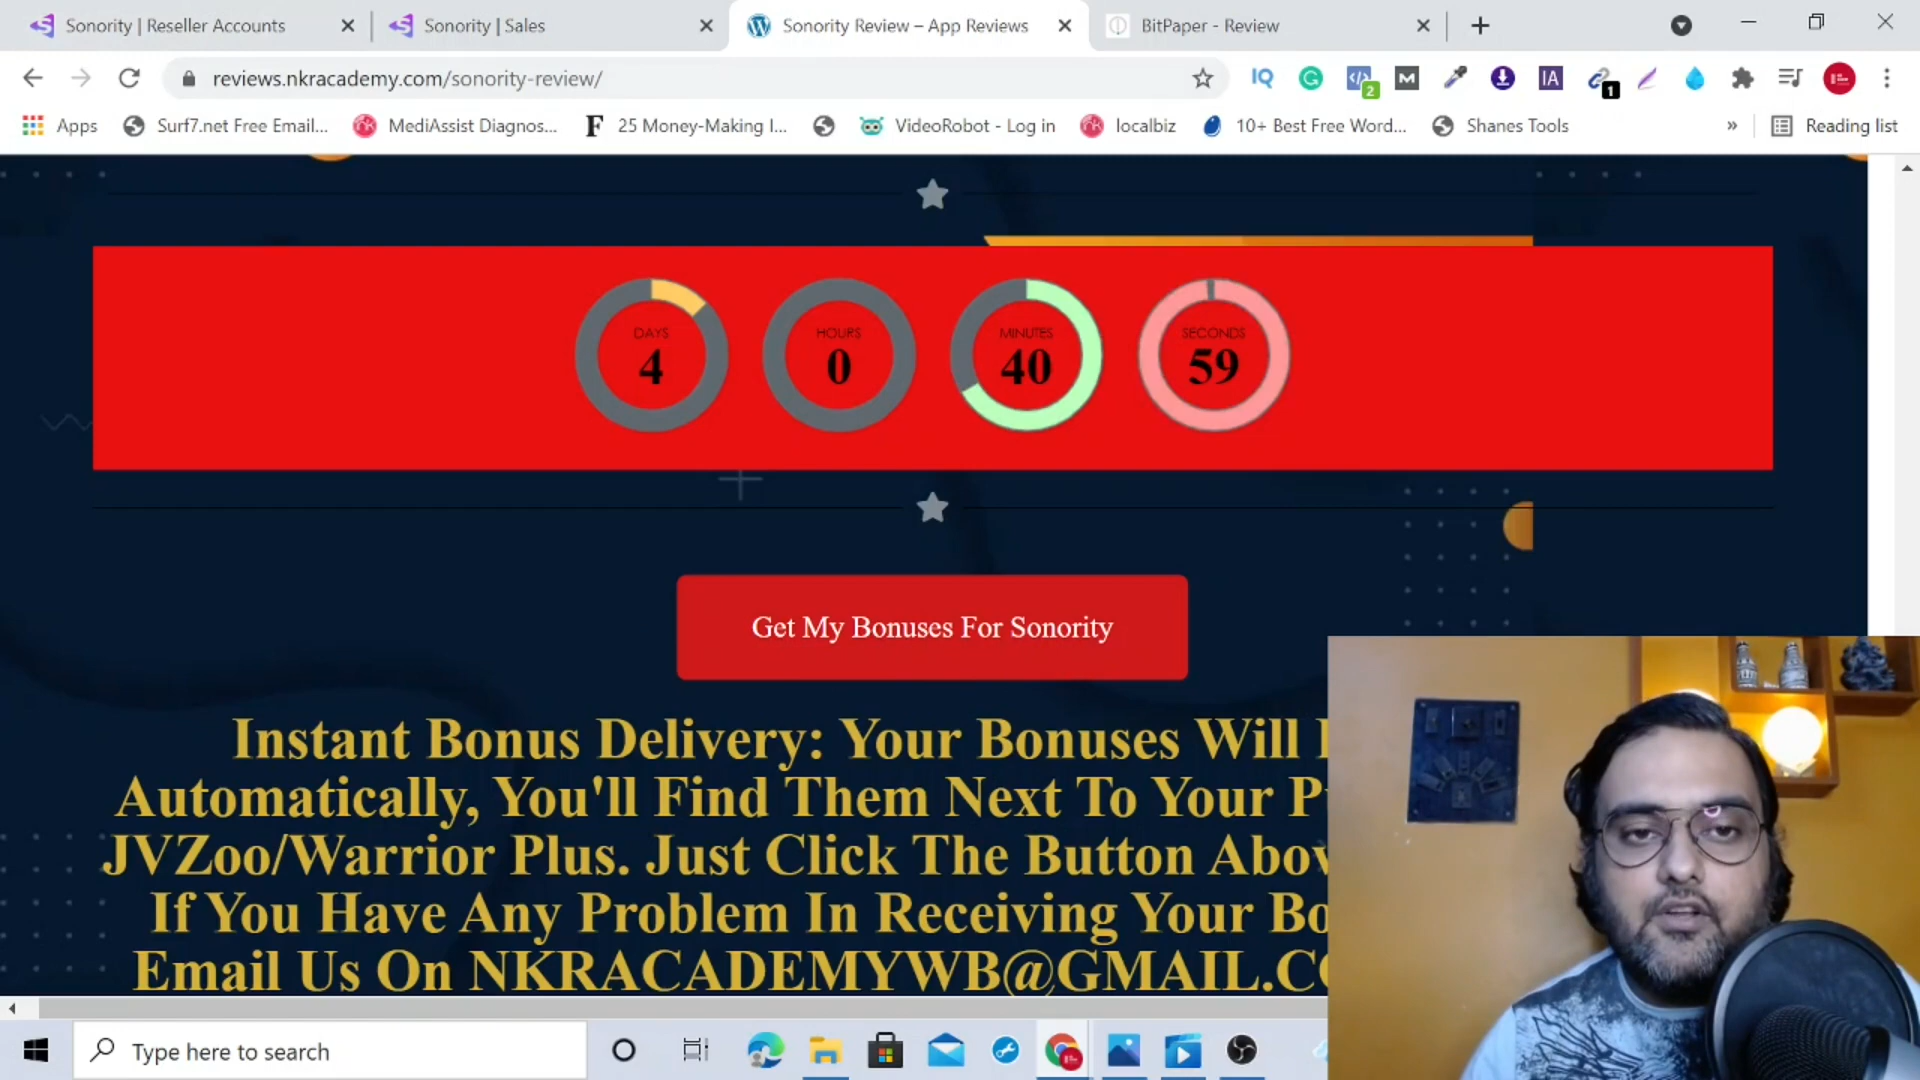 Sonority | Reseller Accounts
Sonority | Sales
Sonority Review – App Reviews
BitPaper - Review
reviews.nkracademy.com/sonority-review/
IQ
2
M
IA
1
Apps
Surf7.net Free Email...
MediAssist Diagnos...
F 25 Money-Making I...
VideoRobot - Log in
localbiz
10+ Best Free Word...
Shanes Tools
»
Reading list
DAYS
4
HOURS
0
MINUTES
40
SECONDS
59
Get My Bonuses For Sonority
Instant Bonus Delivery: Your Bonuses Will
Automatically, You'll Find Them Next To Your
JVZoo/Warrior Plus. Just Click The Button
If You Have Any Problem In Receiving Your
Email Us On NKRACADEMYWB@GMAIL.
Type here to search